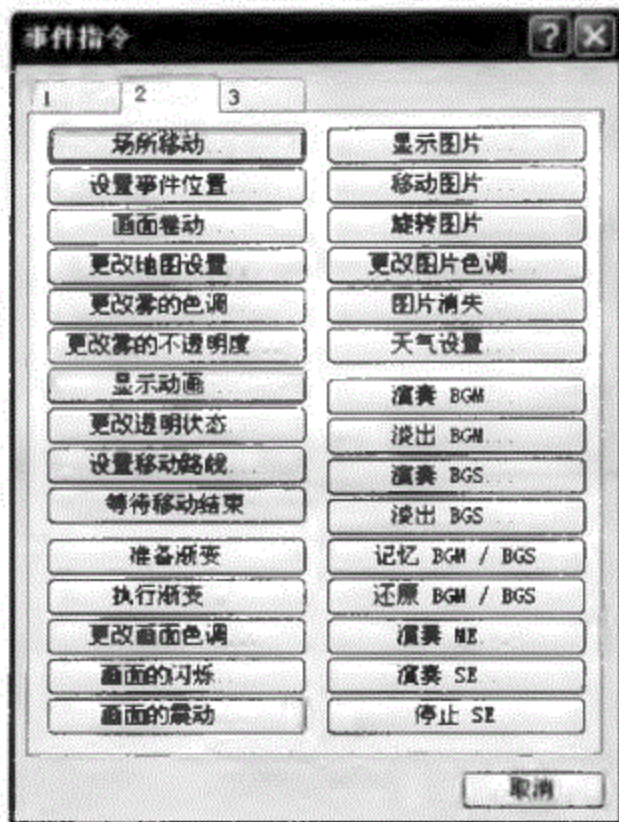 事件指令
1 2 3
场所移动...
设置事件位置...
画面卷动...
更改地图设置...
更改雾的色调...
更改雾的不透明度...
显示动画...
更改透明状态...
设置移动路线...
等待移动结束
准备渐变
执行渐变...
更改画面色调...
画面的闪烁...
画面的震动...
显示图片...
移动图片...
旋转图片...
更改图片色调...
图片消失...
天气设置...
演奏 BGM...
淡出 BGM...
演奏 BGS...
淡出 BGS...
记忆 BGM / BGS
还原 BGM / BGS
演奏 ME...
演奏 SE...
停止 SE
取消